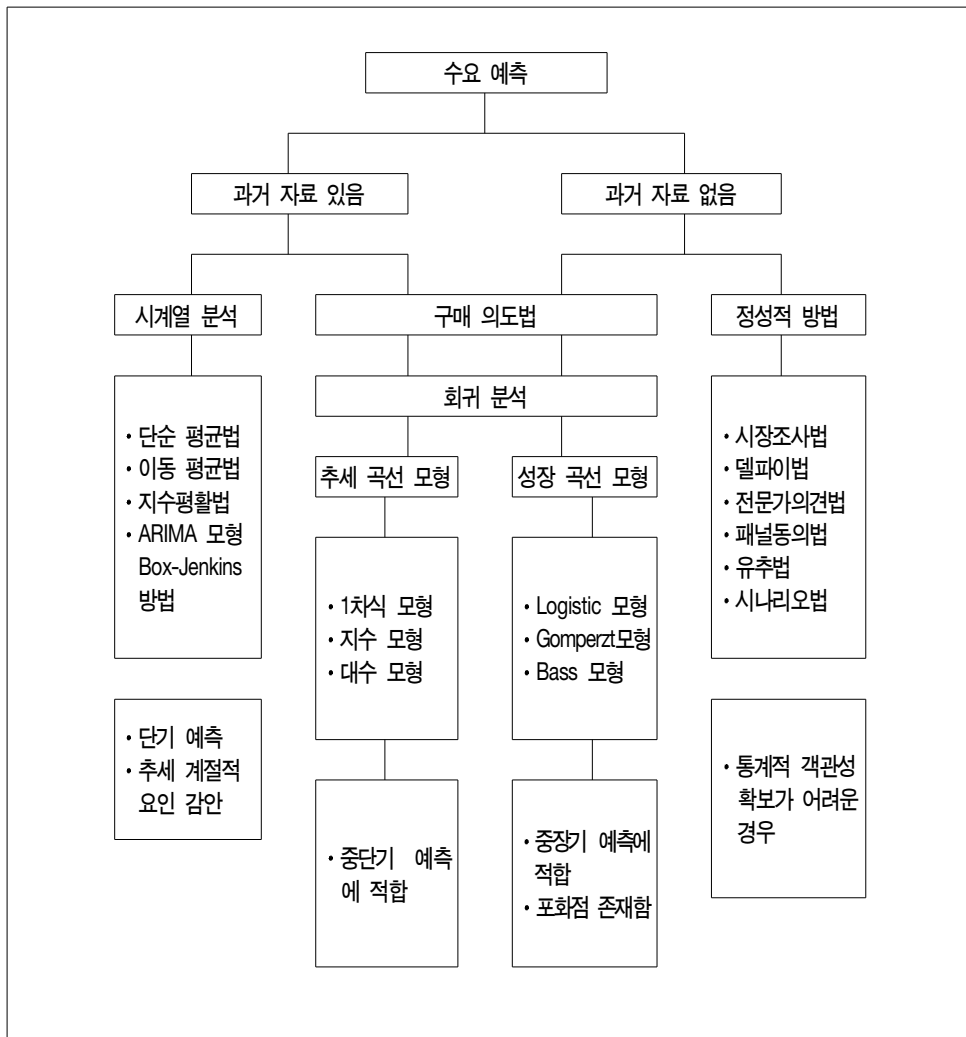 수요 예측
과거 자료 있음
과거 자료 없음
시계열 분석
구매 의도법
정성적 방법
회귀 분석
• 단순 평균법
• 이동 평균법
• 지수평활법
• ARIMA 모형
Box-Jenkins
방법
추세 곡선 모형
성장 곡선 모형
• 시장조사법
• 델파이법
• 전문가의견법
• 패널동의법
• 유추법
• 시나리오법
• 1차식 모형
• 지수 모형
• 대수 모형
• Logistic 모형
• Gomperzt모형
• Bass 모형
• 단기 예측
• 추세 계절적
요인 감안
• 중단기 예측
에 적합
• 중장기 예측에
적합
• 포화점 존재함
• 통계적 객관성
확보가 어려운
경우